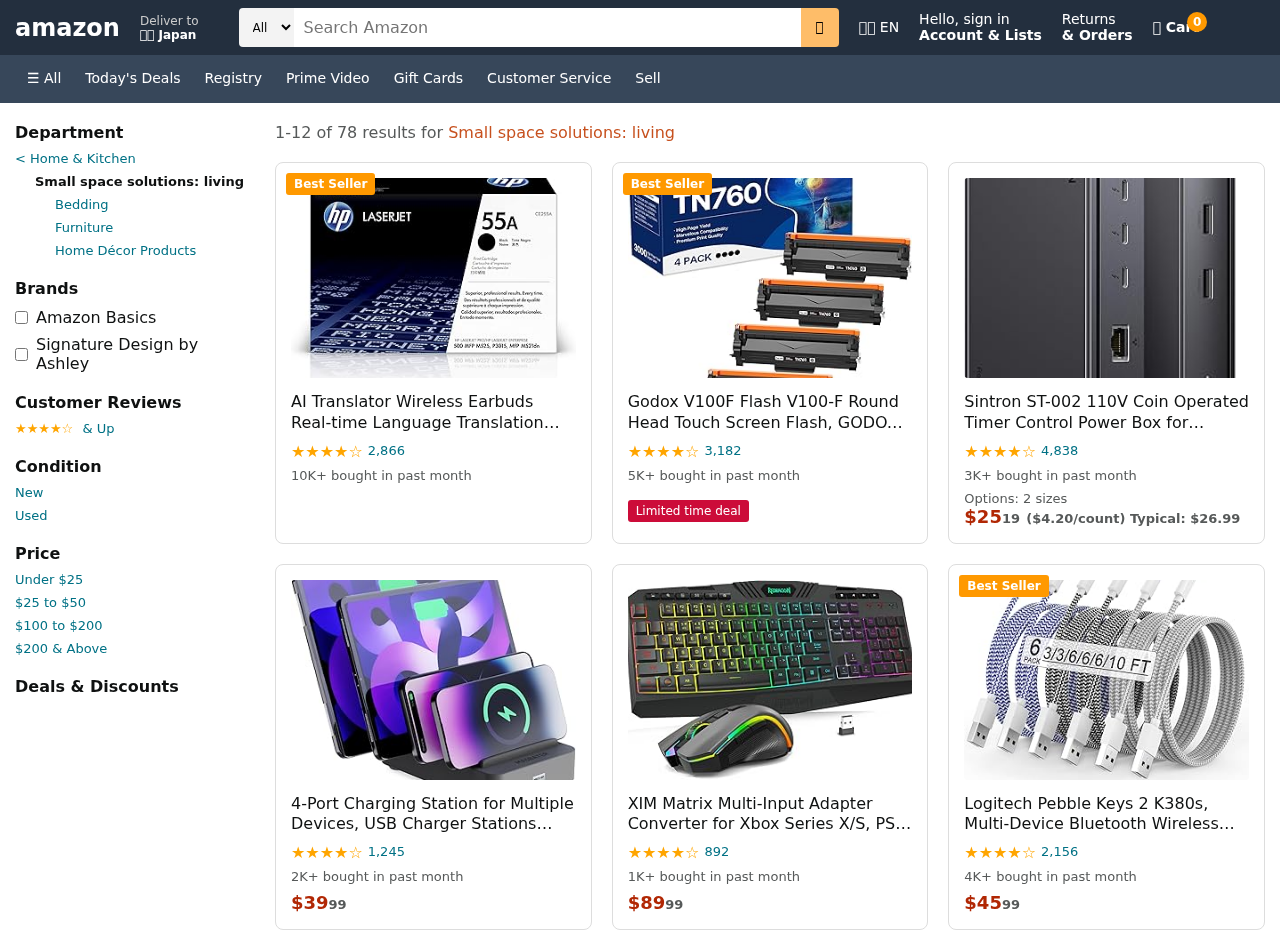 amazon
Deliver to
Japan
All
Search Amazon
EN
Hello, sign in
Account & Lists
Returns
& Orders
0
☰ All
Today's Deals
Registry
Prime Video
Gift Cards
Customer Service
Sell
Department
< Home & Kitchen
Small space solutions: living
Bedding
Furniture
Home Décor Products
Brands
Amazon Basics
Signature Design by
Ashley
Customer Reviews
★★★★☆ & Up
Condition
New
Used
Price
Under $25
$25 to $50
$100 to $200
$200 & Above
Deals & Discounts
1-12 of 78 results for Small space solutions: living
Best Seller
hp
LASERJET
55A
CE255A
AI Translator Wireless Earbuds
Real-time Language Translation…
★★★★☆ 2,866
10K+ bought in past month
Best Seller
TN760
4 PACK
Godox V100F Flash V100-F Round
Head Touch Screen Flash, GODO…
★★★★☆ 3,182
5K+ bought in past month
Limited time deal
Sintron ST-002 110V Coin Operated
Timer Control Power Box for…
★★★★☆ 4,838
3K+ bought in past month
Options: 2 sizes
$2519 ($4.20/count) Typical: $26.99
4-Port Charging Station for Multiple
Devices, USB Charger Stations…
★★★★☆ 1,245
2K+ bought in past month
$3999
XIM Matrix Multi-Input Adapter
Converter for Xbox Series X/S, PS…
★★★★☆ 892
1K+ bought in past month
$8999
Best Seller
6 PACK 3/3/6/6/6/10 FT
Logitech Pebble Keys 2 K380s,
Multi-Device Bluetooth Wireless…
★★★★☆ 2,156
4K+ bought in past month
$4599